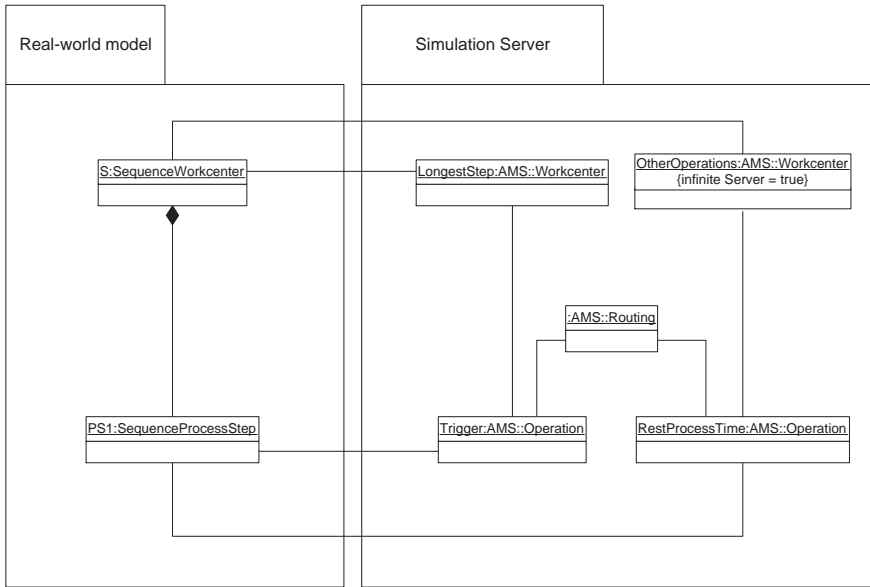 Real-world model
Simulation Server
S:SequenceWorkcenter
LongestStep:AMS::Workcenter
OtherOperations:AMS::Workcenter
{infinite Server = true}
:AMS::Routing
PS1:SequenceProcessStep
Trigger:AMS::Operation
RestProcessTime:AMS::Operation